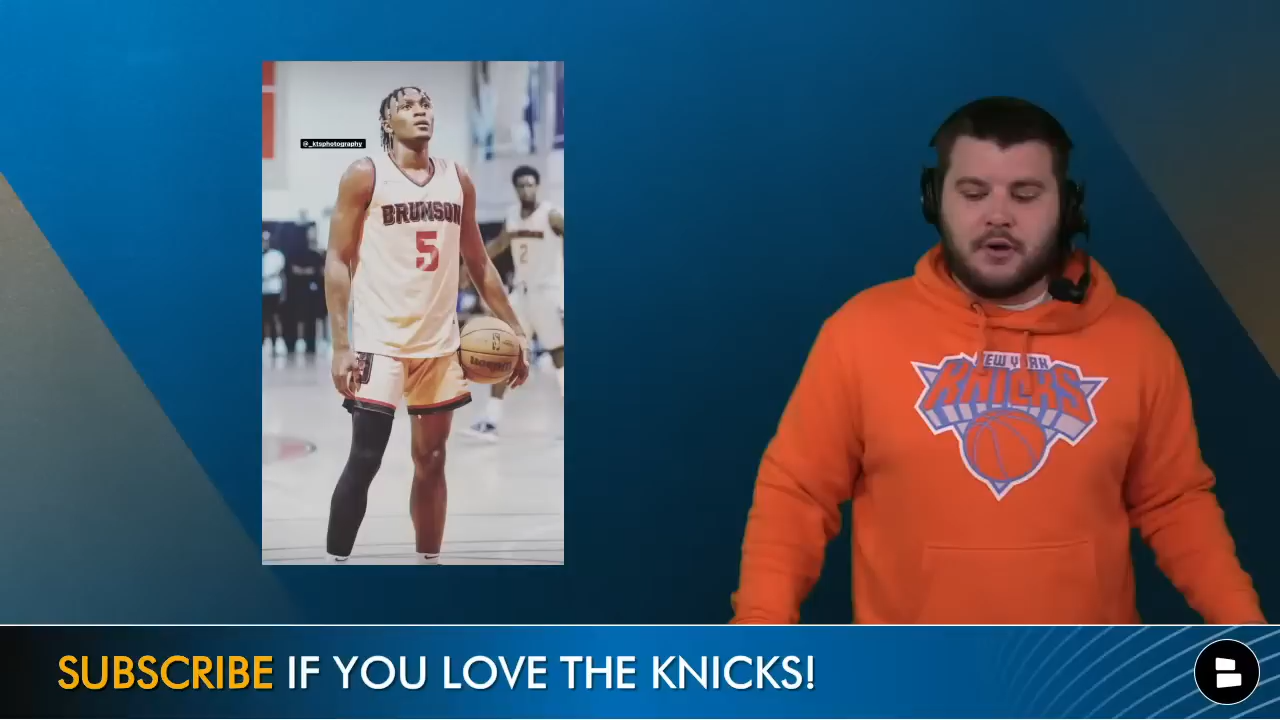 @_ktsphotography
BRUNSON
5
2
NEW YORK
KNICKS
SUBSCRIBE IF YOU LOVE THE KNICKS!